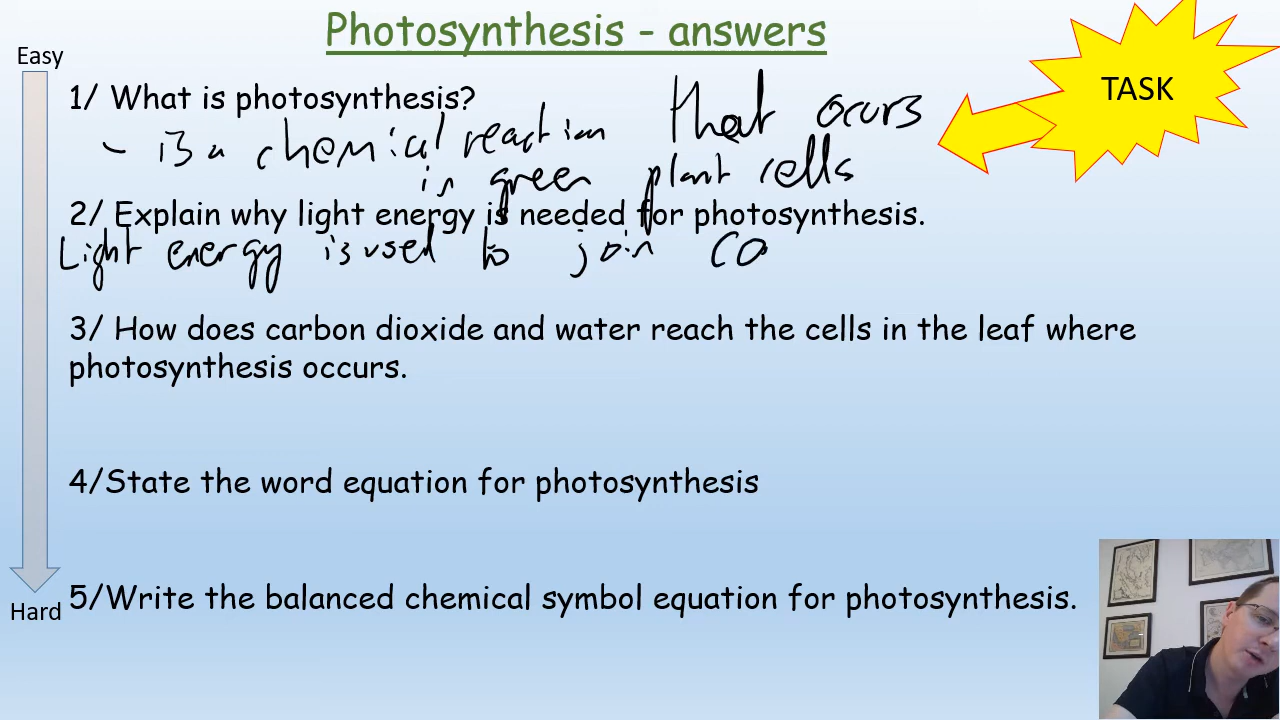 Photosynthesis - answers
Easy
TASK
1/ What is photosynthesis?
- is a chemical reaction that occurs
in green plant cells
2/ Explain why light energy is needed for photosynthesis.
Light energy is used to join CO
3/ How does carbon dioxide and water reach the cells in the leaf where
photosynthesis occurs.
4/State the word equation for photosynthesis
5/Write the balanced chemical symbol equation for photosynthesis.
Hard